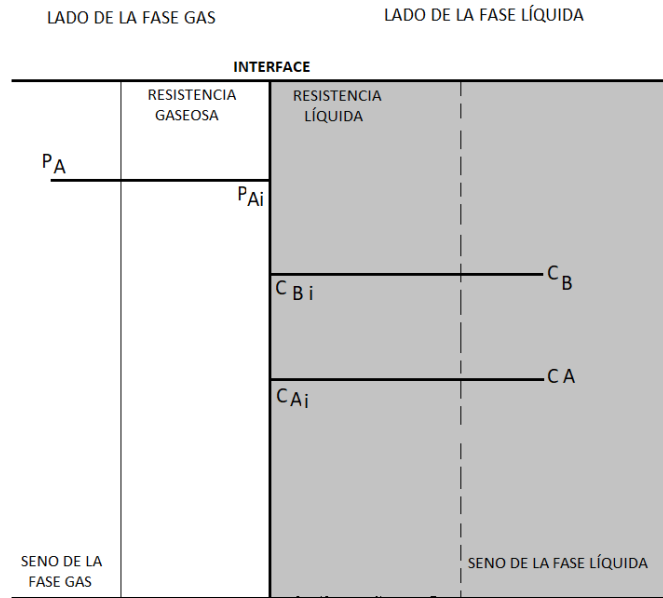 LADO DE LA FASE GAS
LADO DE LA FASE LÍQUIDA
INTERFACE
RESISTENCIA
GASEOSA
RESISTENCIA
LÍQUIDA
PA
PAi
CBi
CB
CAi
CA
SENO DE LA
FASE GAS
SENO DE LA FASE LÍQUIDA